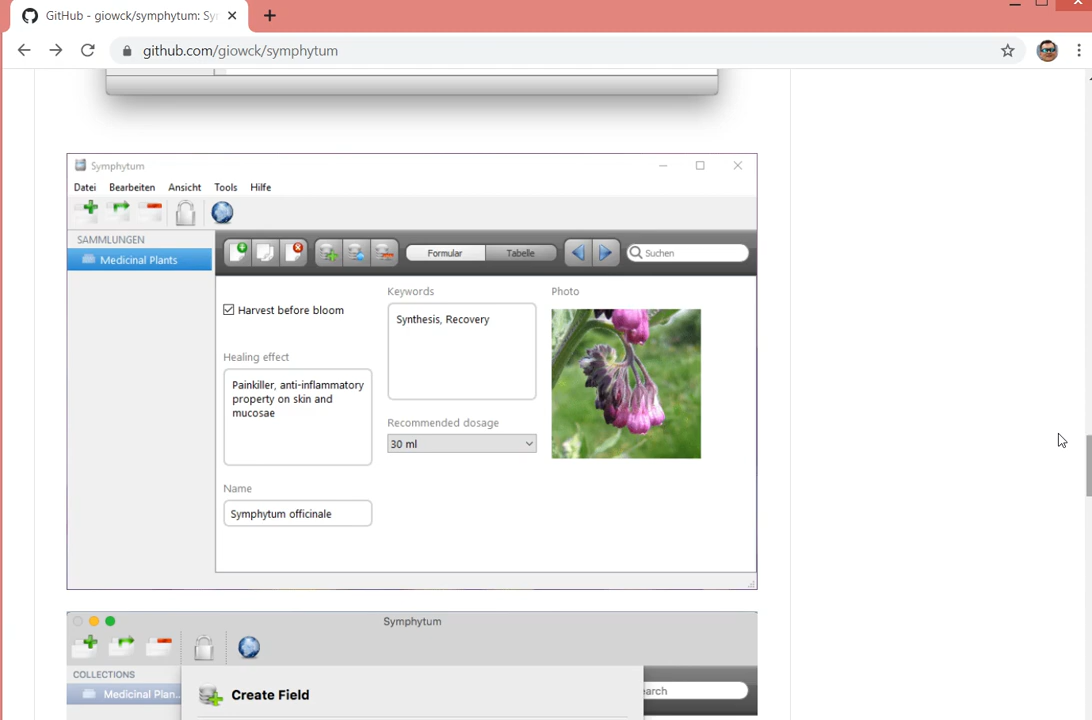 GitHub - giowck/symphytum: Sy
github.com/giowck/symphytum
Symphytum
Datei Bearbeiten Ansicht Tools Hilfe
SAMMLUNGEN
Medicinal Plants
Formular Tabelle Suchen
Harvest before bloom
Healing effect
Painkiller, anti-inflammatory
property on skin and
mucosae
Name
Symphytum officinale
Keywords
Synthesis, Recovery
Recommended dosage
30 ml
Photo
Symphytum
COLLECTIONS
Medicinal Plan...
Create Field
earch